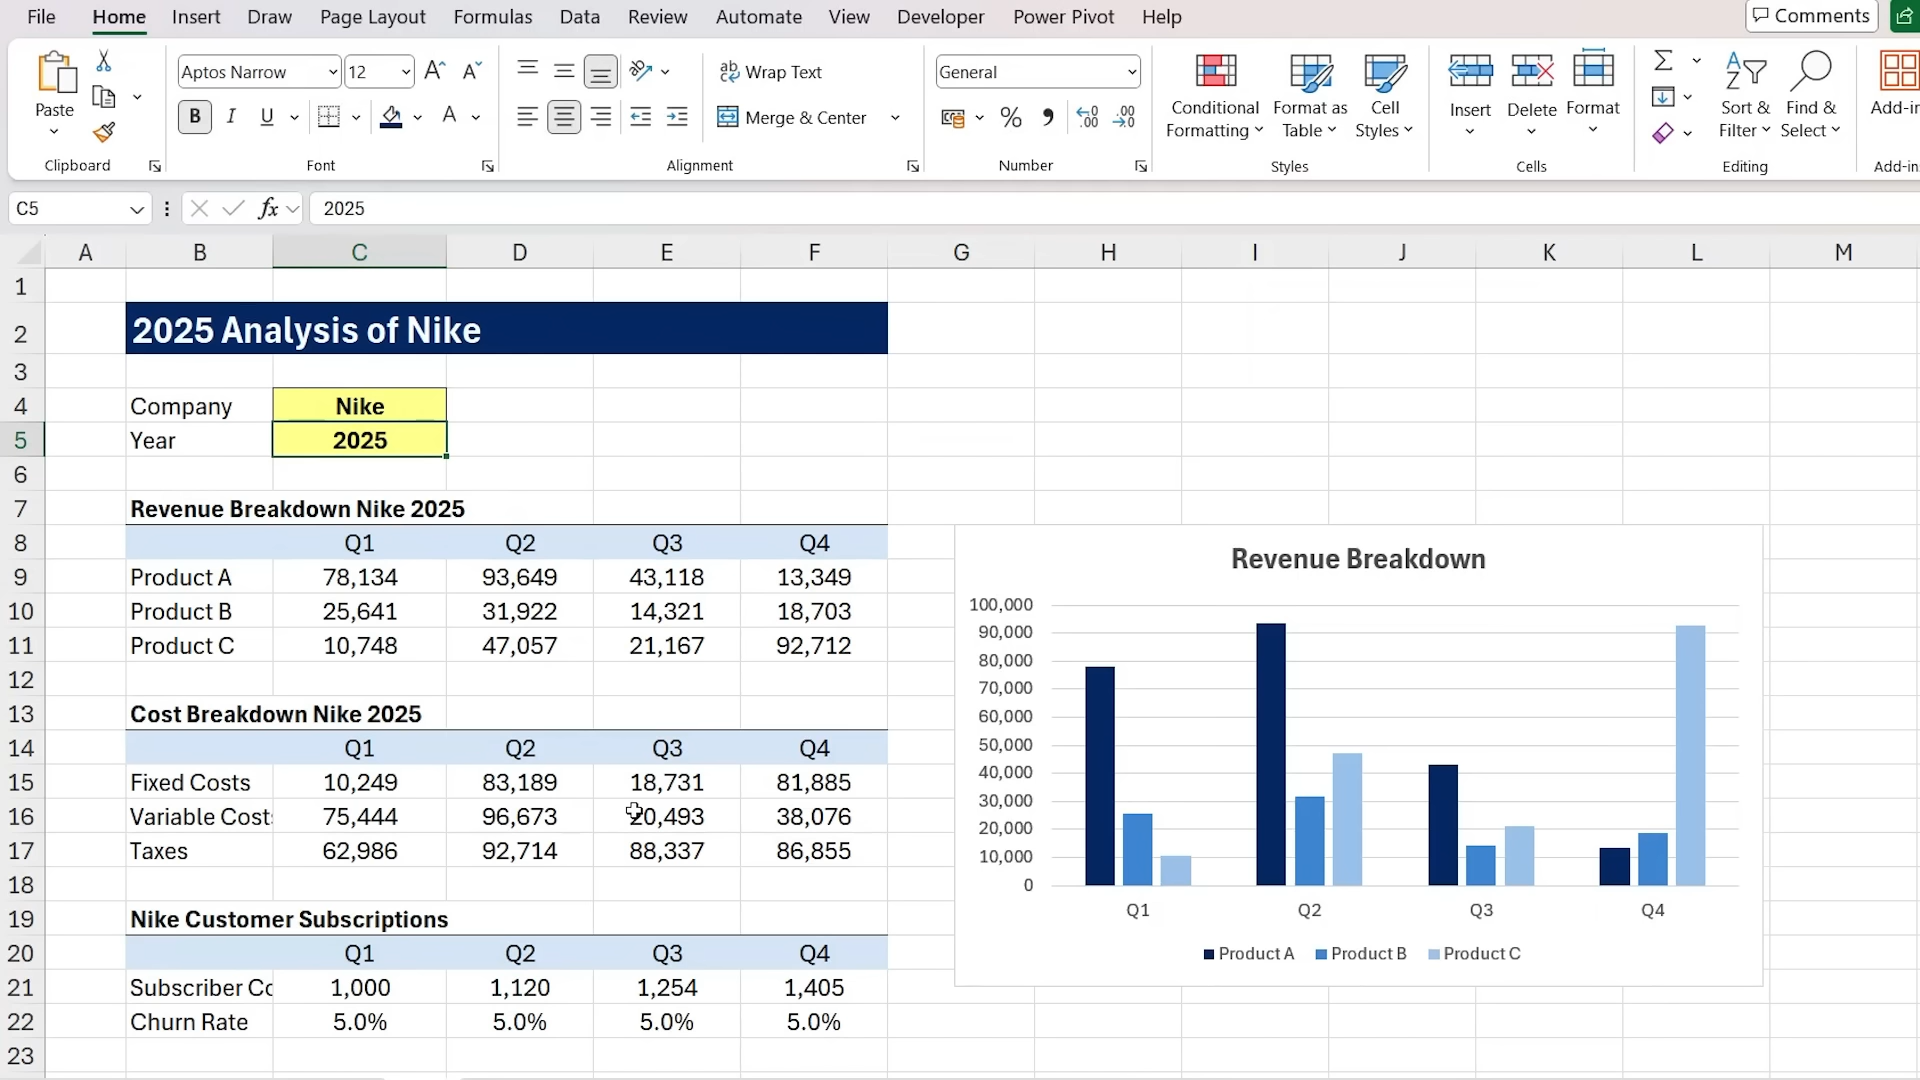 File Home Insert Draw Page Layout Formulas Data Review Automate View Developer Power Pivot Help Comments
Aptos Narrow 12 Wrap Text General
Paste B I U A Merge & Center % Conditional Formatting Format as Table Cell Styles Insert Delete Format Sort & Filter Find & Select
Clipboard Font Alignment Number Styles Cells Editing
C5 fx 2025
A B C D E F G H I J K L M
1
2 2025 Analysis of Nike
3
4 Company Nike
5 Year 2025
6
7 Revenue Breakdown Nike 2025
8 Q1 Q2 Q3 Q4
9 Product A 78,134 93,649 43,118 13,349
10 Product B 25,641 31,922 14,321 18,703
11 Product C 10,748 47,057 21,167 92,712
12
13 Cost Breakdown Nike 2025
14 Q1 Q2 Q3 Q4
15 Fixed Costs 10,249 83,189 18,731 81,885
16 Variable Cost 75,444 96,673 20,493 38,076
17 Taxes 62,986 92,714 88,337 86,855
18
19 Nike Customer Subscriptions
20 Q1 Q2 Q3 Q4
21 Subscriber Co 1,000 1,120 1,254 1,405
22 Churn Rate 5.0% 5.0% 5.0% 5.0%
23
Revenue Breakdown
100,000
90,000
80,000
70,000
60,000
50,000
40,000
30,000
20,000
10,000
0
Q1 Q2 Q3 Q4
Product A Product B Product C